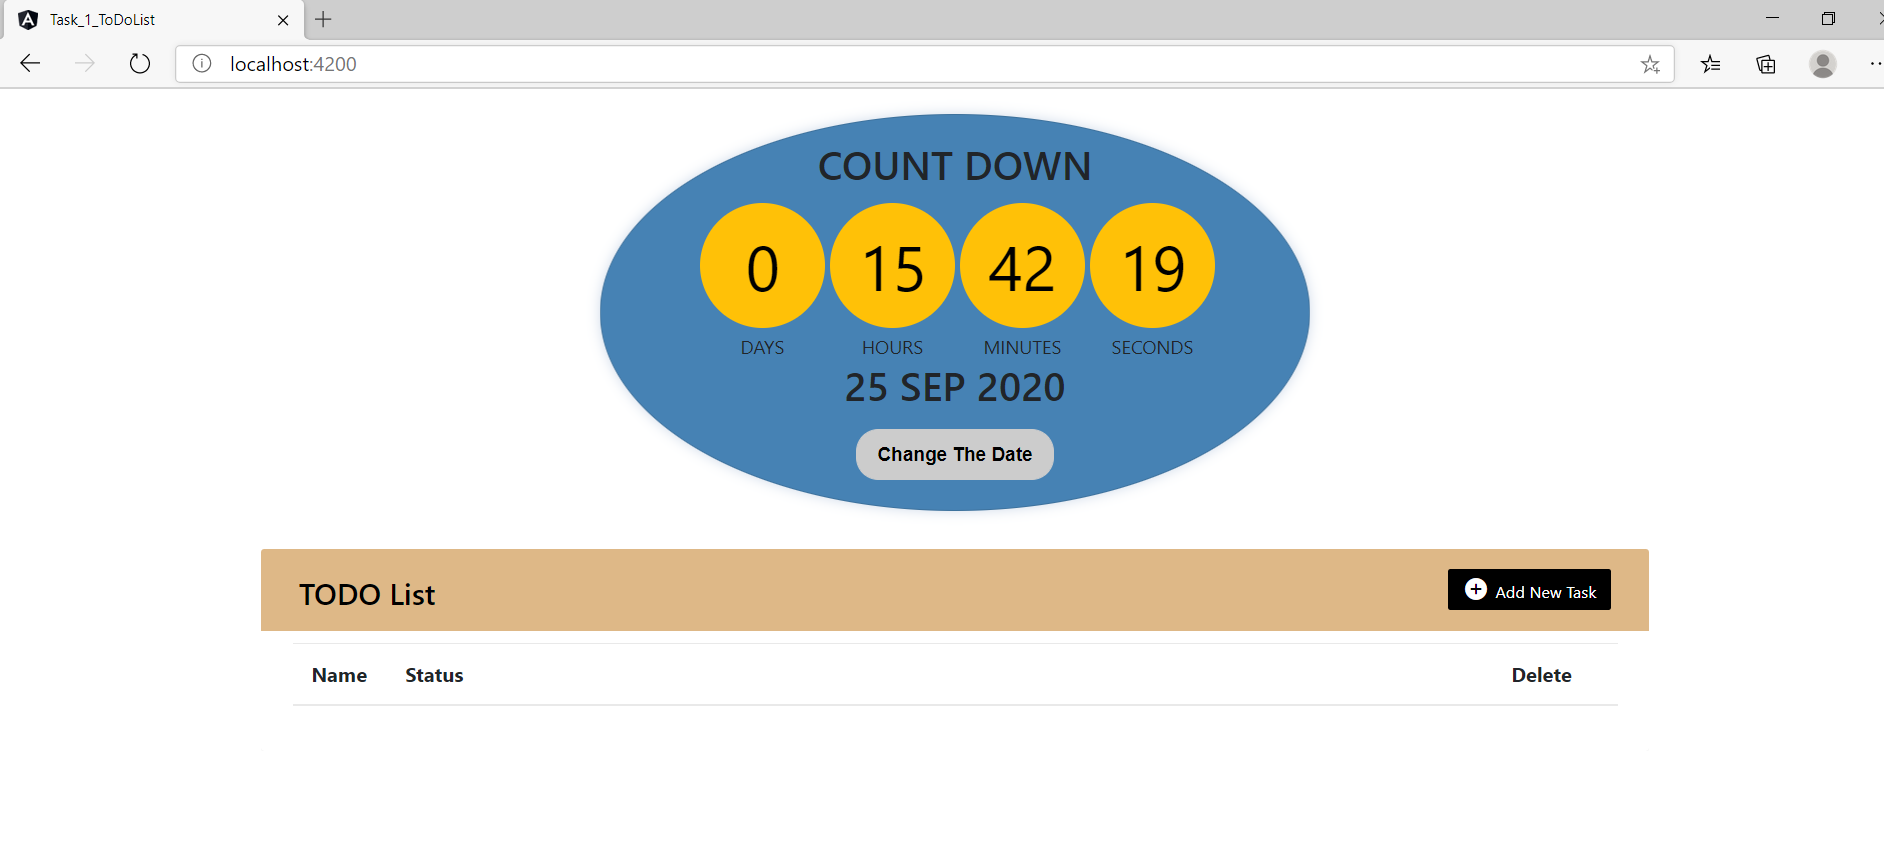 Task_1_ToDoList
localhost:4200
COUNT DOWN
0 15 42 19
DAYS HOURS MINUTES SECONDS
25 SEP 2020
Change The Date
TODO List
Add New Task
Name Status Delete